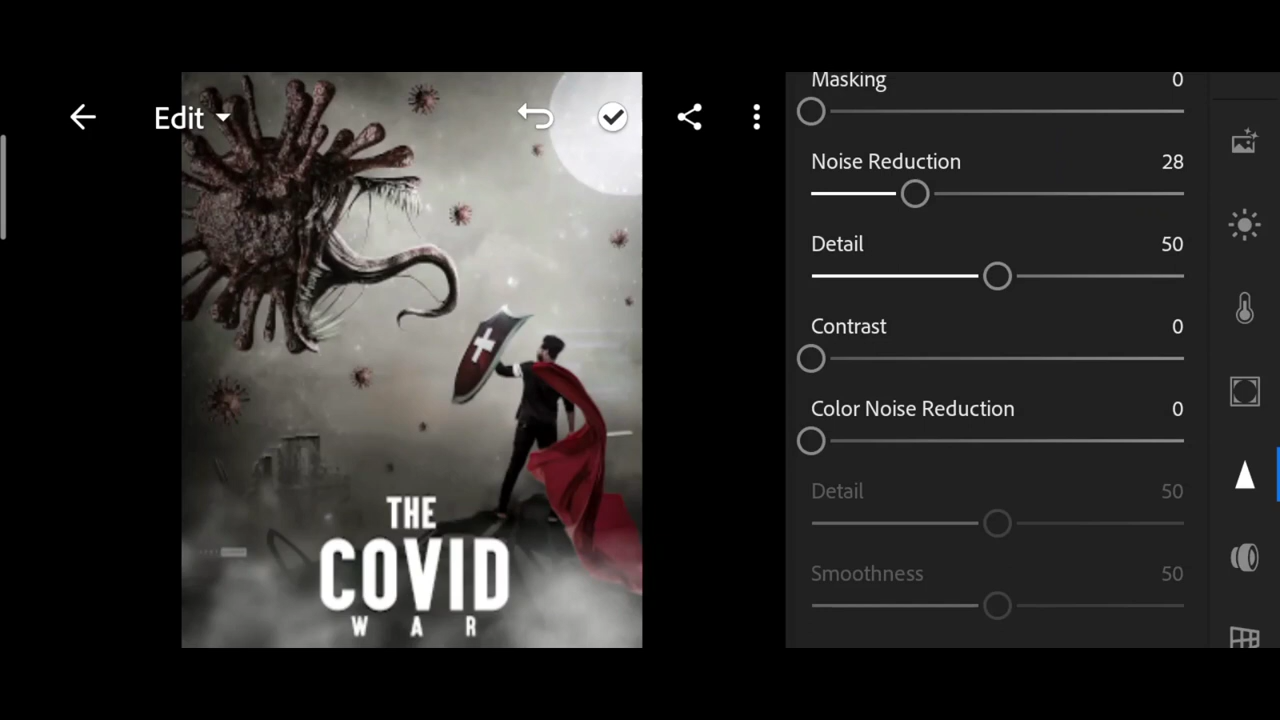 Edit
THE
COVID
WAR
Masking 0
Noise Reduction 28
Detail 50
Contrast 0
Color Noise Reduction 0
Detail 50
Smoothness 50